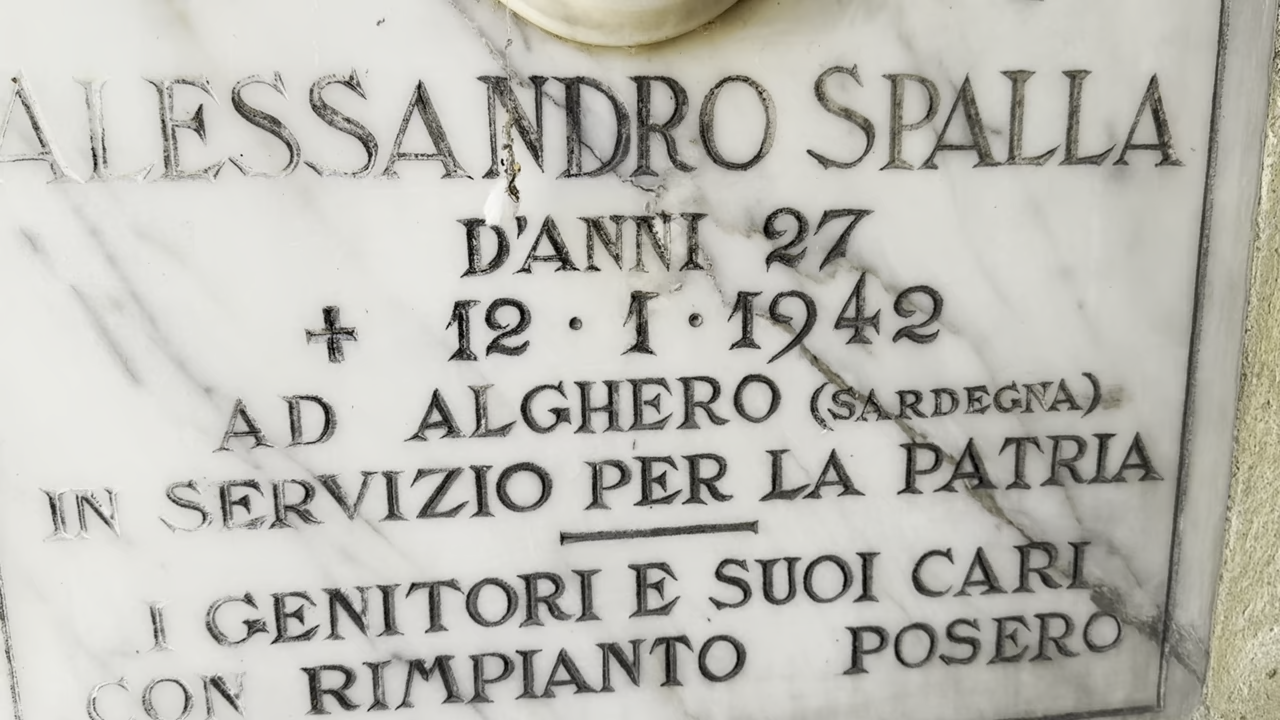 ALESSANDRO SPALLA
D'ANNI 27
+ 12·1·1942
AD ALGHERO (SARDEGNA)
IN SERVIZIO PER LA PATRIA
I GENITORI E SUOI CARI
CON RIMPIANTO POSERO